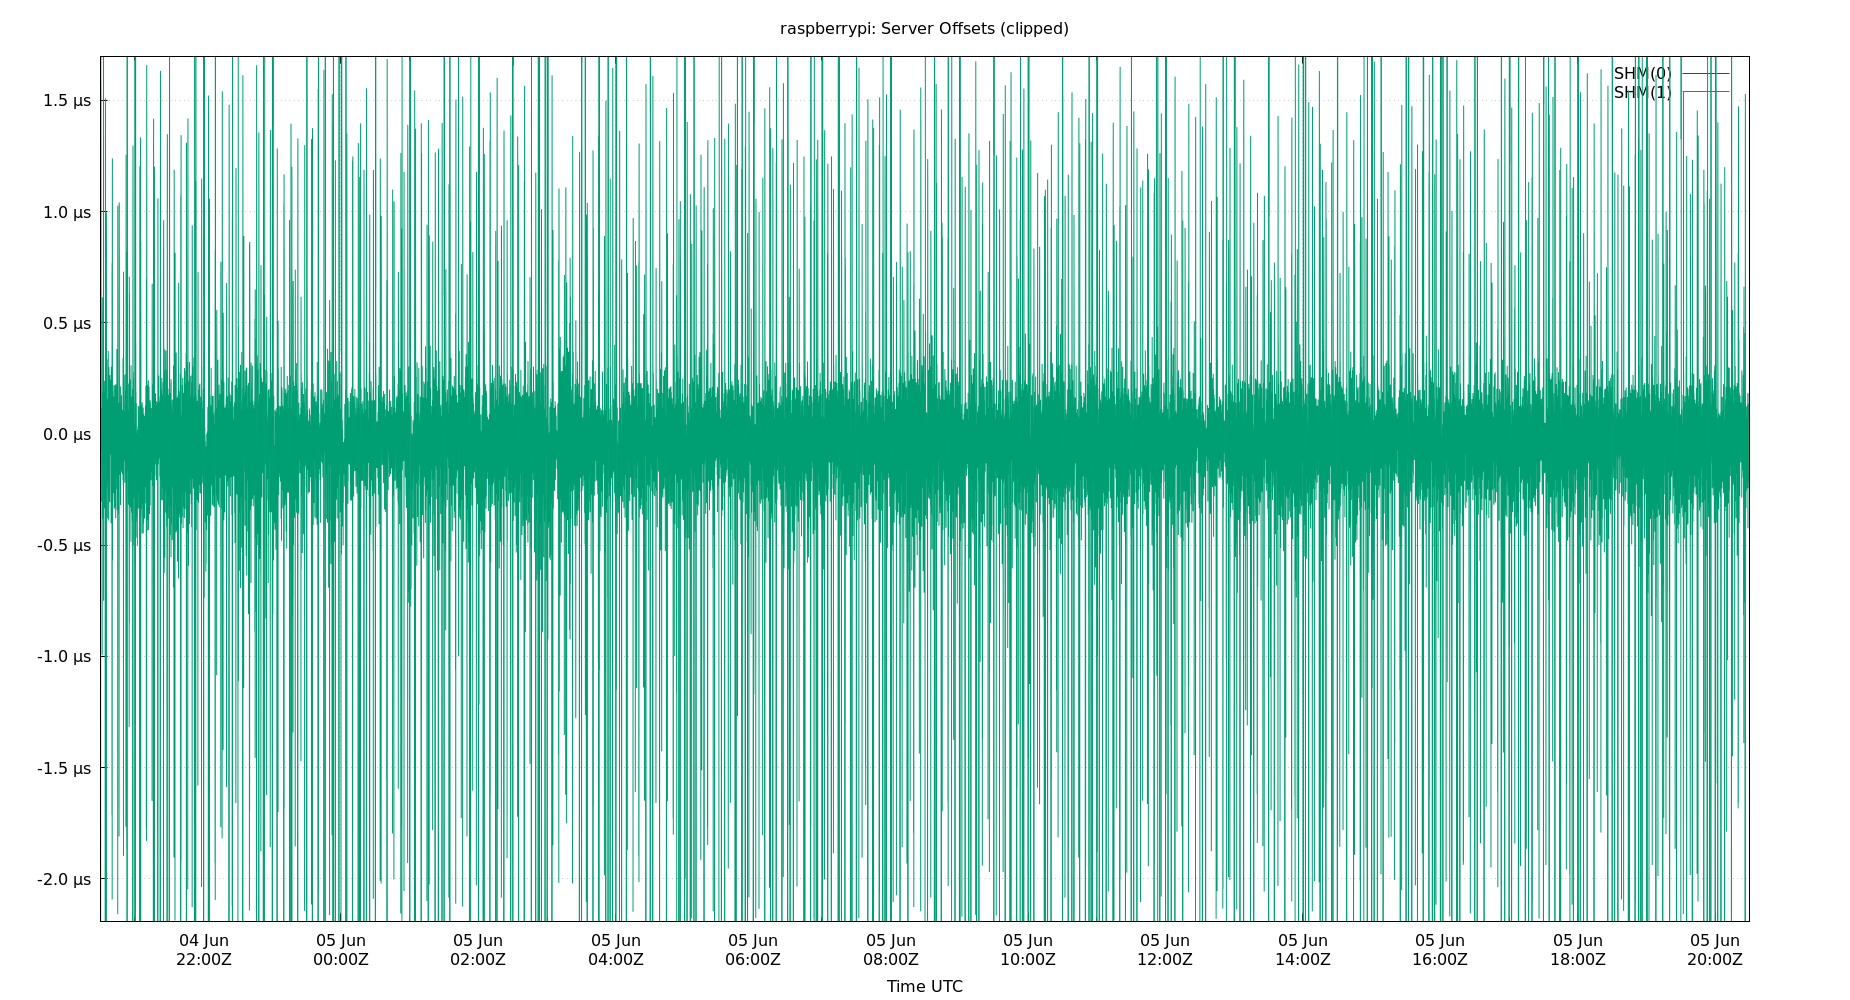 raspberrypi: Server Offsets (clipped)
SHM(0)
SHM(1)
1.5 µs
1.0 µs
0.5 µs
0.0 µs
-0.5 µs
-1.0 µs
-1.5 µs
-2.0 µs
04 Jun 05 Jun 05 Jun 05 Jun 05 Jun 05 Jun 05 Jun 05 Jun 05 Jun 05 Jun 05 Jun 05 Jun
22:00Z 00:00Z 02:00Z 04:00Z 06:00Z 08:00Z 10:00Z 12:00Z 14:00Z 16:00Z 18:00Z 20:00Z
Time UTC